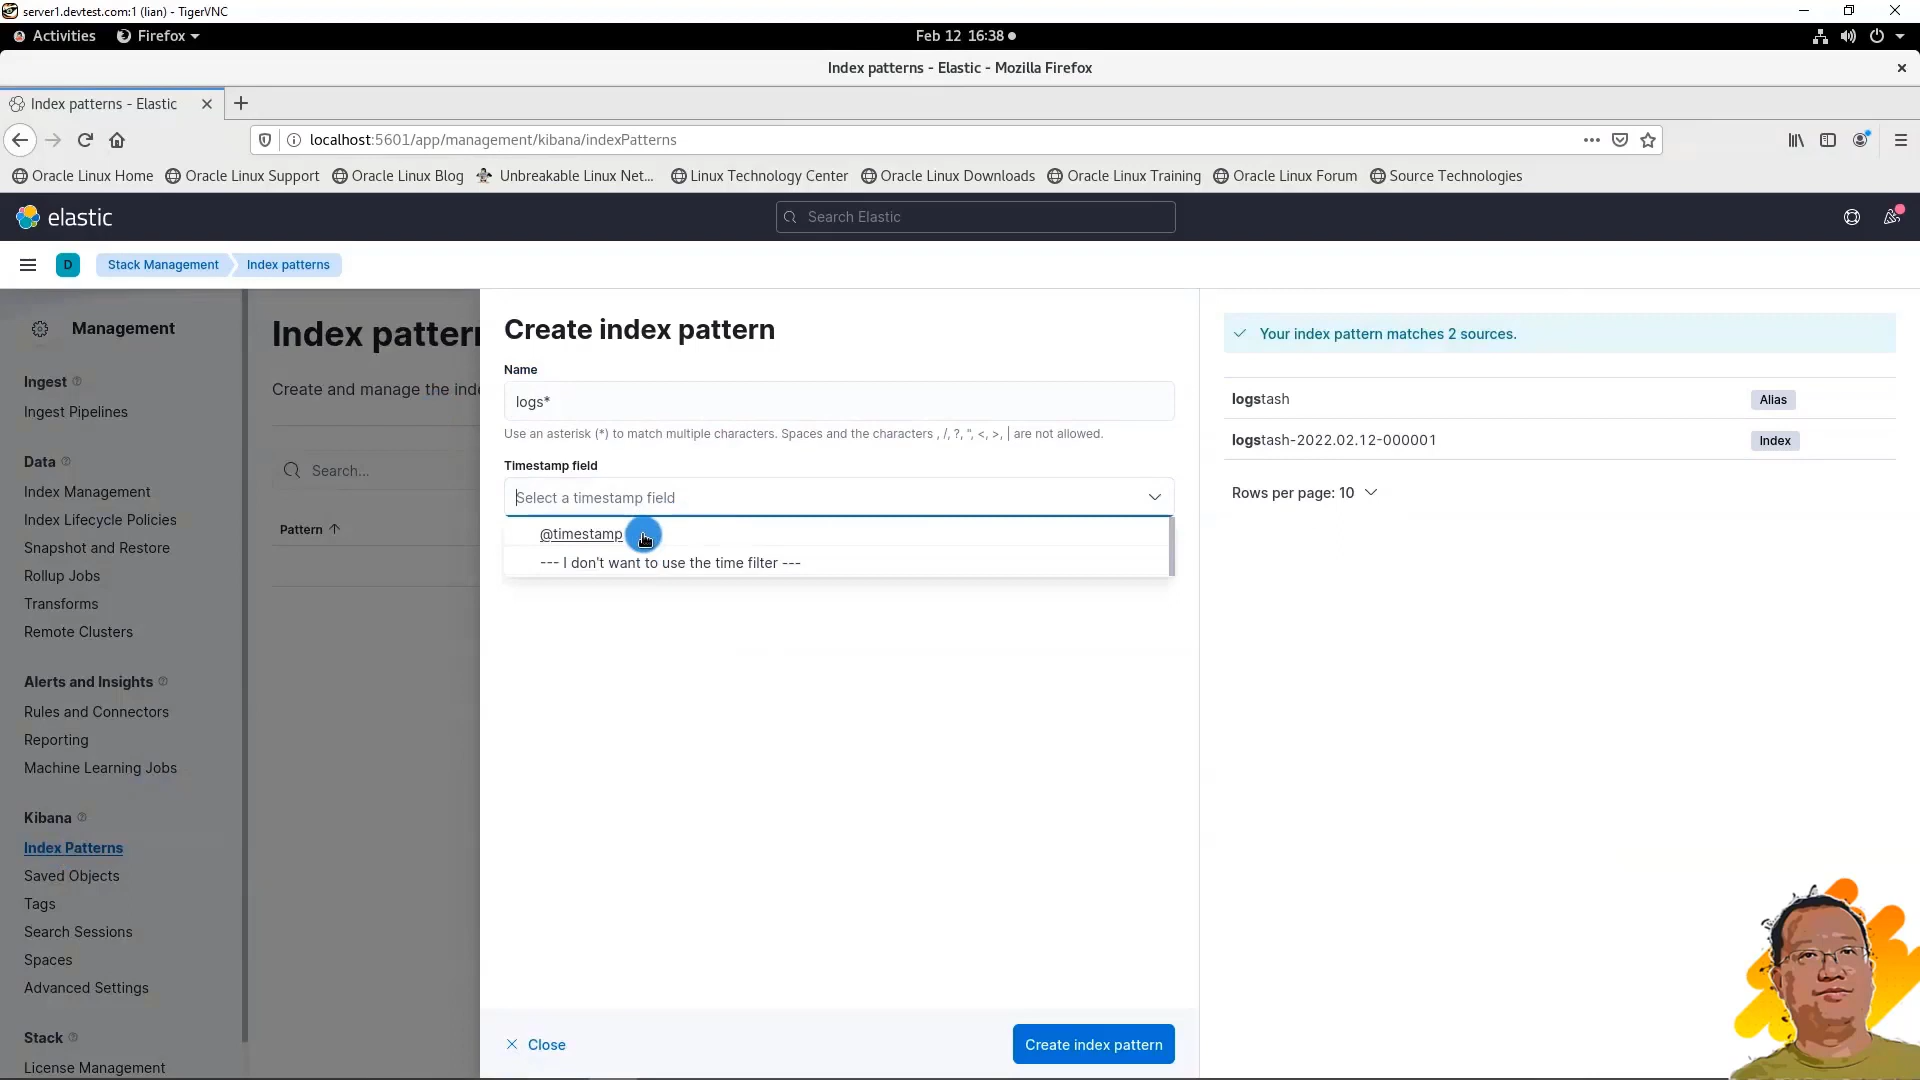 server1.devtest.com:1 (lian) - TigerVNC
Activities Firefox Feb 12 16:38
Index patterns - Elastic - Mozilla Firefox
Index patterns - Elastic
localhost:5601/app/management/kibana/indexPatterns
Oracle Linux Home Oracle Linux Support Oracle Linux Blog Unbreakable Linux Net... Linux Technology Center Oracle Linux Downloads Oracle Linux Training Oracle Linux Forum Source Technologies
elastic Search Elastic
D Stack Management Index patterns
Management
Ingest
Ingest Pipelines
Data
Index Management
Index Lifecycle Policies
Snapshot and Restore
Rollup Jobs
Transforms
Remote Clusters
Alerts and Insights
Rules and Connectors
Reporting
Machine Learning Jobs
Kibana
Index Patterns
Saved Objects
Tags
Search Sessions
Spaces
Advanced Settings
Stack
License Management
Index pattern
Create and manage the
Search...
Pattern
Create index pattern
Name
logs*
Use an asterisk (*) to match multiple characters. Spaces and the characters , /, ?, ", <, >, | are not allowed.
Timestamp field
Select a timestamp field
@timestamp
--- I don't want to use the time filter ---
Close
Create index pattern
Your index pattern matches 2 sources.
logstash Alias
logstash-2022.02.12-000001 Index
Rows per page: 10